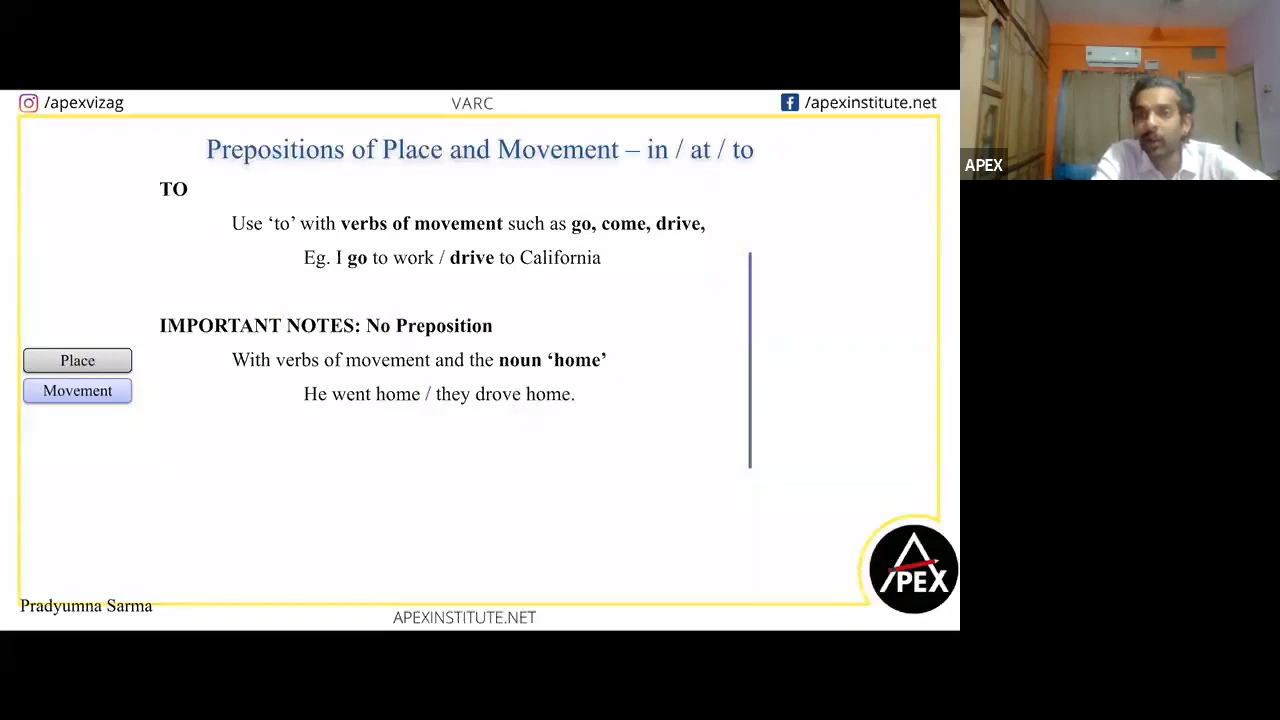 /apexvizag
VARC
/apexinstitute.net
Prepositions of Place and Movement – in / at / to
TO
Use ‘to’ with verbs of movement such as go, come, drive,
Eg. I go to work / drive to California
IMPORTANT NOTES: No Preposition
With verbs of movement and the noun ‘home’
He went home / they drove home.
Place
Movement
APEX
Pradyumna Sarma
APEXINSTITUTE.NET
APEX